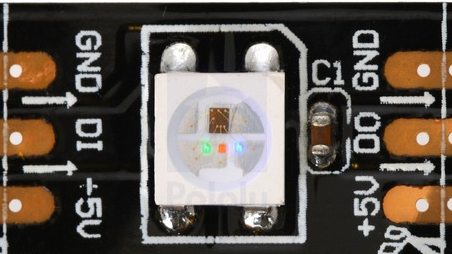 GND
DI
+5V
C1
GND
DO
+5V
Pololu